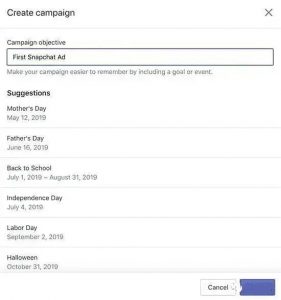 Create campaign
Campaign objective
First Snapchat Ad
Make your campaign easier to remember by including a goal or event.
Suggestions
Mother's Day
May 12, 2019
Father's Day
June 16, 2019
Back to School
July 1, 2019 – August 31, 2019
Independence Day
July 4, 2019
Labor Day
September 2, 2019
Halloween
October 31, 2019
Cancel